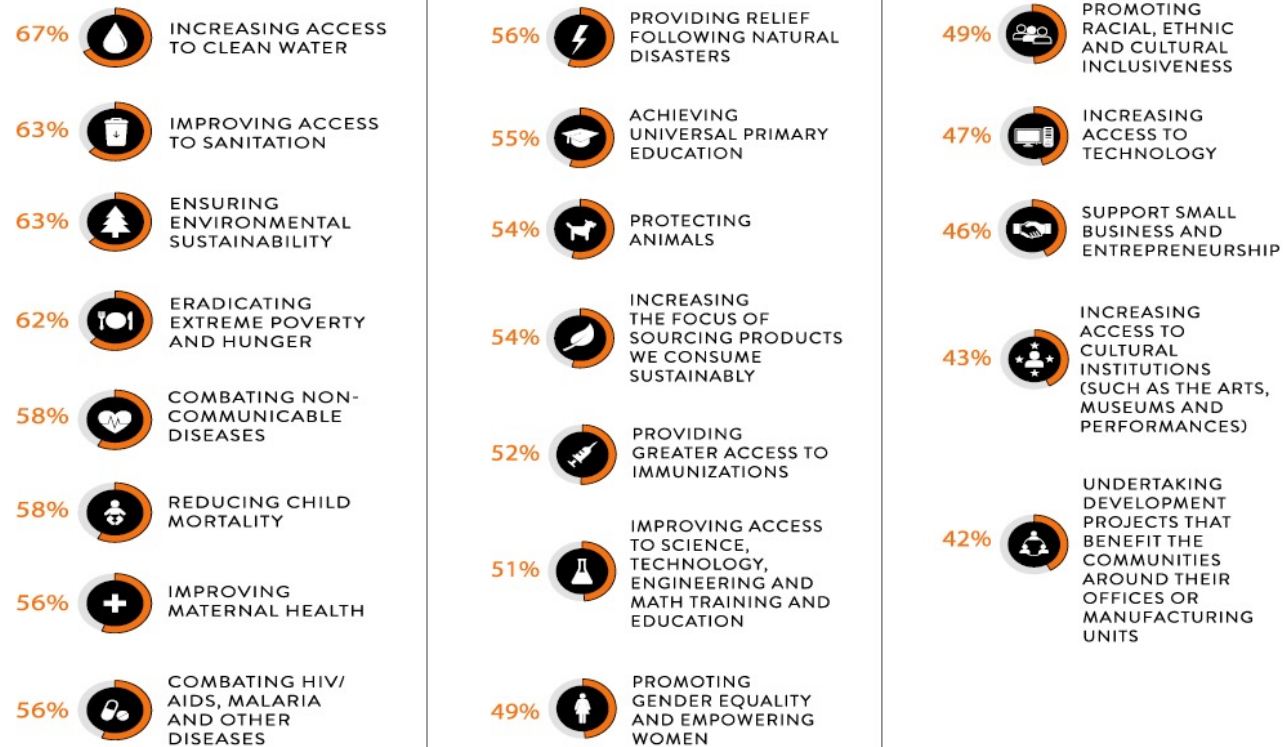 67%
INCREASING ACCESS
TO CLEAN WATER
63%
IMPROVING ACCESS
TO SANITATION
63%
ENSURING
ENVIRONMENTAL
SUSTAINABILITY
62%
ERADICATING
EXTREME POVERTY
AND HUNGER
58%
COMBATING NON-
COMMUNICABLE
DISEASES
58%
REDUCING CHILD
MORTALITY
56%
IMPROVING
MATERNAL HEALTH
56%
COMBATING HIV/
AIDS, MALARIA
AND OTHER
DISEASES
56%
PROVIDING RELIEF
FOLLOWING NATURAL
DISASTERS
55%
ACHIEVING
UNIVERSAL PRIMARY
EDUCATION
54%
PROTECTING
ANIMALS
54%
INCREASING
THE FOCUS OF
SOURCING PRODUCTS
WE CONSUME
SUSTAINABLY
52%
PROVIDING
GREATER ACCESS TO
IMMUNIZATIONS
51%
IMPROVING ACCESS
TO SCIENCE,
TECHNOLOGY,
ENGINEERING AND
MATH TRAINING AND
EDUCATION
49%
PROMOTING
GENDER EQUALITY
AND EMPOWERING
WOMEN
49%
PROMOTING
RACIAL, ETHNIC
AND CULTURAL
INCLUSIVENESS
47%
INCREASING
ACCESS TO
TECHNOLOGY
46%
SUPPORT SMALL
BUSINESS AND
ENTREPRENEURSHIP
43%
INCREASING
ACCESS TO
CULTURAL
INSTITUTIONS
(SUCH AS THE ARTS,
MUSEUMS AND
PERFORMANCES)
42%
UNDERTAKING
DEVELOPMENT
PROJECTS THAT
BENEFIT THE
COMMUNITIES
AROUND THEIR
OFFICES OR
MANUFACTURING
UNITS